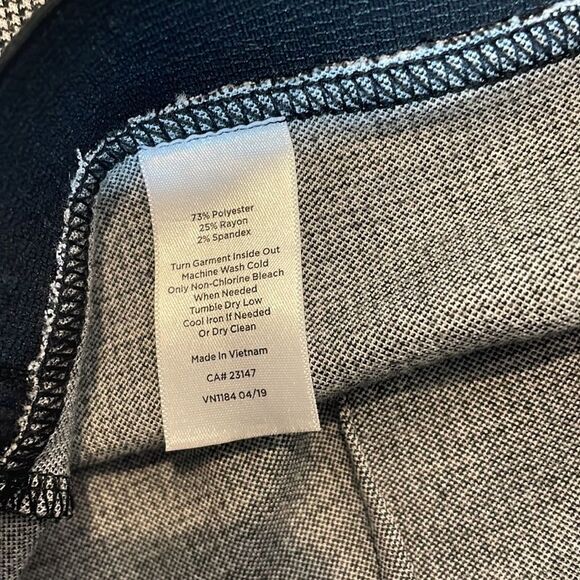 73% Polyester
25% Rayon
2% Spandex
Turn Garment Inside Out
Machine Wash Cold
Only Non-Chlorine Bleach
When Needed
Tumble Dry Low
Cool Iron If Needed
Or Dry Clean
Made In Vietnam
CA# 23147
VN1184 04/19